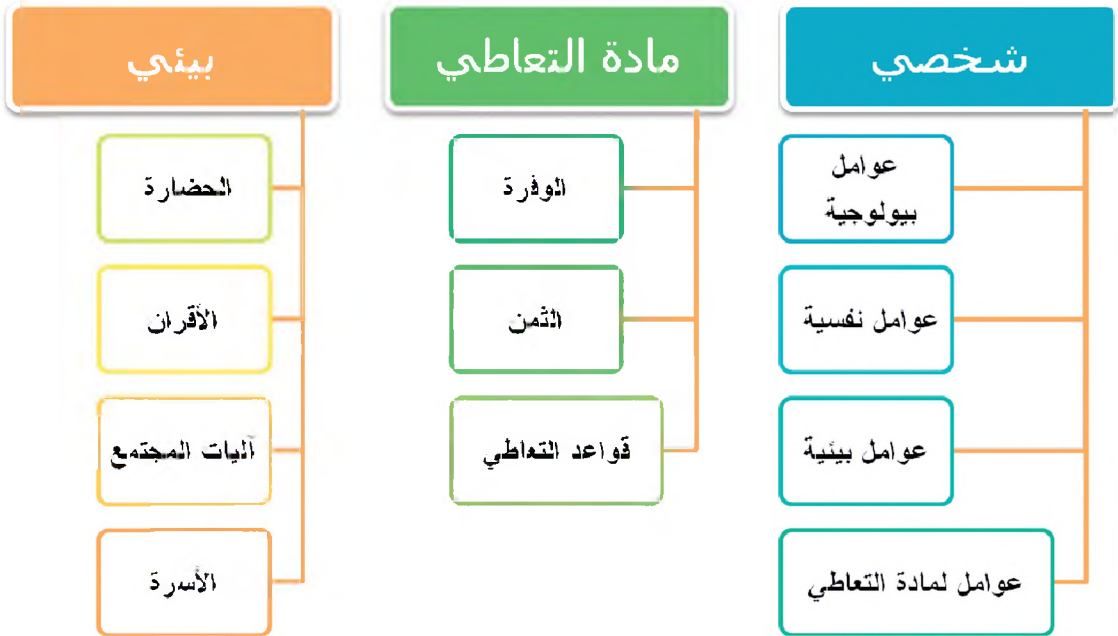 شخصي
عوامل
بيولوجية
عوامل نفسية
عوامل بيئية
عوامل لمادة التعاطي
مادة التعاطي
الوفرة
الثمن
قواعد التعاطي
بيئي
الحضارة
الأقران
آليات المجتمع
الأسرة